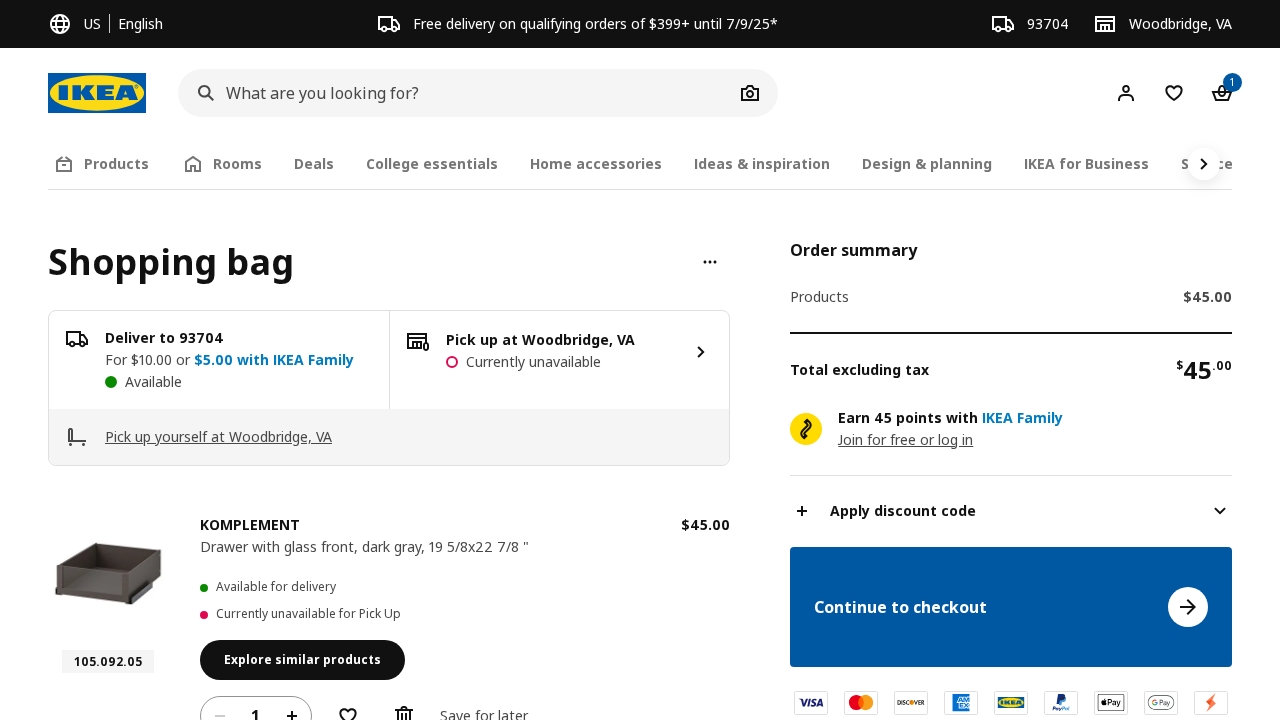 US English
Free delivery on qualifying orders of $399+ until 7/9/25*
93704
Woodbridge, VA
IKEA
What are you looking for?
1
0
Products
Rooms
Deals
College essentials
Home accessories
Ideas & inspiration
Design & planning
IKEA for Business
Shopping bag
Deliver to 93704
For $10.00 or $5.00 with IKEA Family
Available
Pick up at Woodbridge, VA
Currently unavailable
Pick up yourself at Woodbridge, VA
KOMPLEMENT
$45.00
Drawer with glass front, dark gray, 19 5/8x22 7/8 "
Available for delivery
Currently unavailable for Pick Up
105.092.05
Explore similar products
1
Save for later
Order summary
Products $45.00
Total excluding tax $45.00
Earn 45 points with IKEA Family
Join for free or log in
Apply discount code
Continue to checkout
VISA
DISCOVER
AMEX
IKEA
PayPal
Pay
G Pay